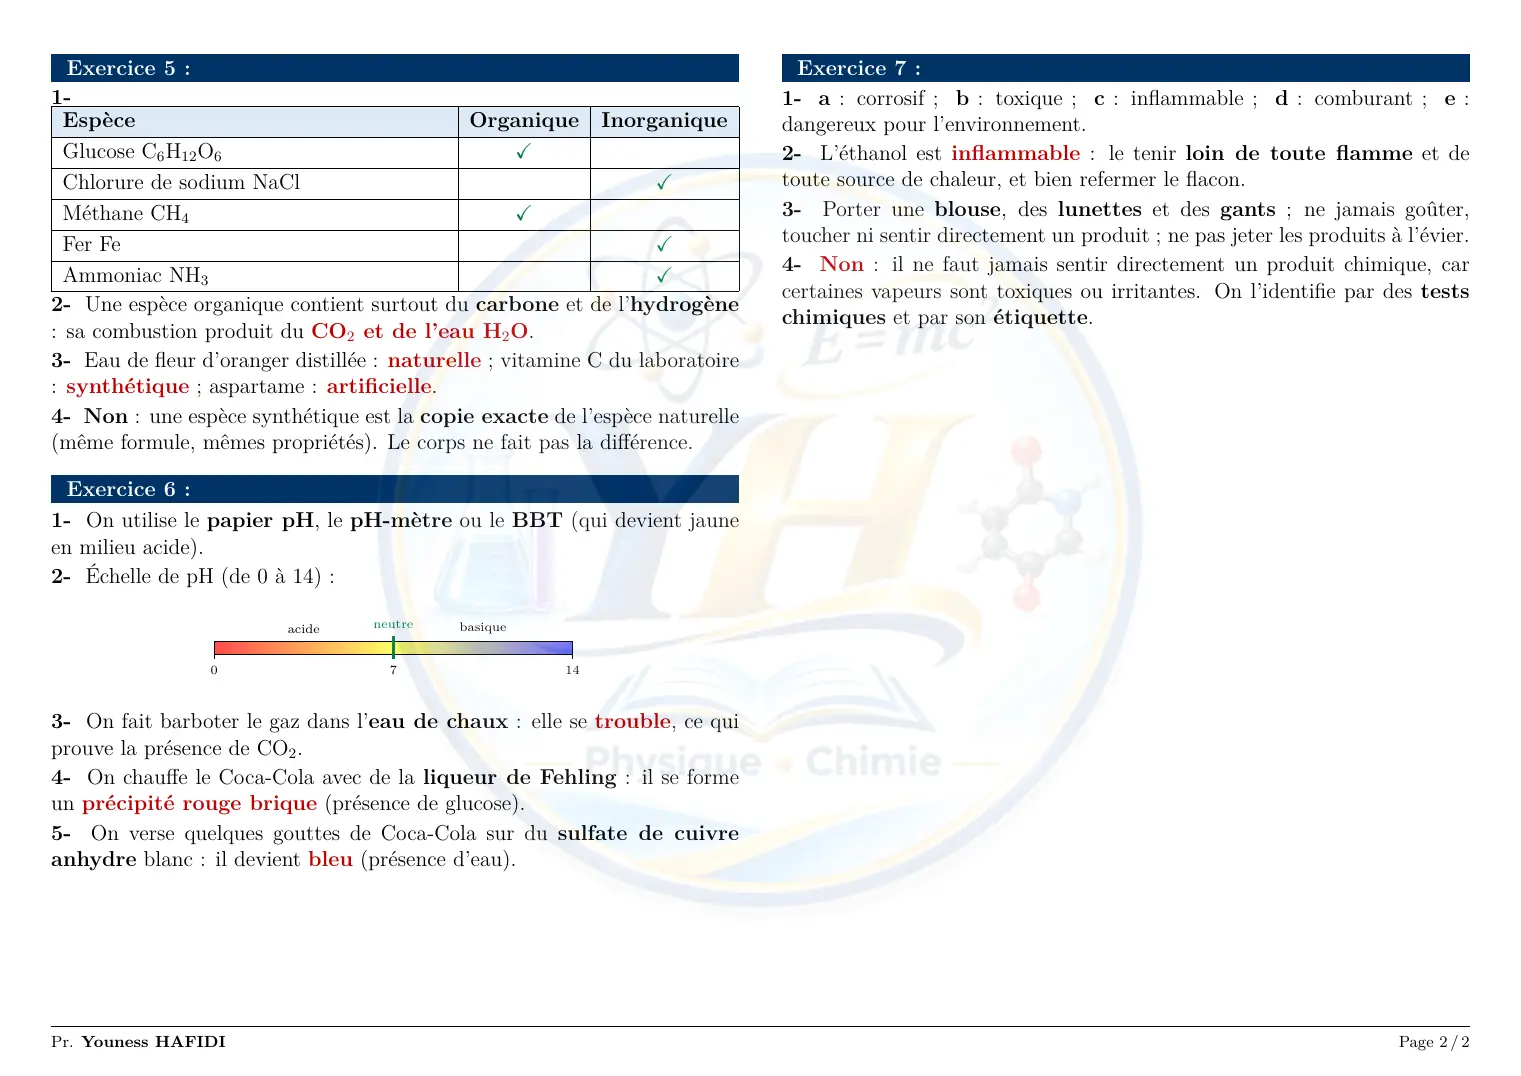 Exercice 5 :
1-
Espèce Organique Inorganique
Glucose C₆H₁₂O₆ ✓
Chlorure de sodium NaCl ✓
Méthane CH₄ ✓
Fer Fe ✓
Ammoniac NH₃ ✓
2- Une espèce organique contient surtout du carbone et de l'hydrogène
: sa combustion produit du CO₂ et de l'eau H₂O.
3- Eau de fleur d'oranger distillée : naturelle ; vitamine C du laboratoire
: synthétique ; aspartame : artificielle.
4- Non : une espèce synthétique est la copie exacte de l'espèce naturelle
(même formule, mêmes propriétés). Le corps ne fait pas la différence.
Exercice 6 :
1- On utilise le papier pH, le pH-mètre ou le BBT (qui devient jaune
en milieu acide).
2- Échelle de pH (de 0 à 14) :
acide neutre basique
0 7 14
3- On fait barboter le gaz dans l'eau de chaux : elle se trouble, ce qui
prouve la présence de CO₂.
4- On chauffe le Coca-Cola avec de la liqueur de Fehling : il se forme
un précipité rouge brique (présence de glucose).
5- On verse quelques gouttes de Coca-Cola sur du sulfate de cuivre
anhydre blanc : il devient bleu (présence d'eau).
Exercice 7 :
1- a : corrosif ; b : toxique ; c : inflammable ; d : comburant ; e :
dangereux pour l'environnement.
2- L'éthanol est inflammable : le tenir loin de toute flamme et de
toute source de chaleur, et bien refermer le flacon.
3- Porter une blouse, des lunettes et des gants ; ne jamais goûter,
toucher ni sentir directement un produit ; ne pas jeter les produits à l'évier.
4- Non : il ne faut jamais sentir directement un produit chimique, car
certaines vapeurs sont toxiques ou irritantes. On l'identifie par des tests
chimiques et par son étiquette.
E=mc²
YH
Physique • Chimie
Pr. Youness HAFIDI
Page 2 / 2